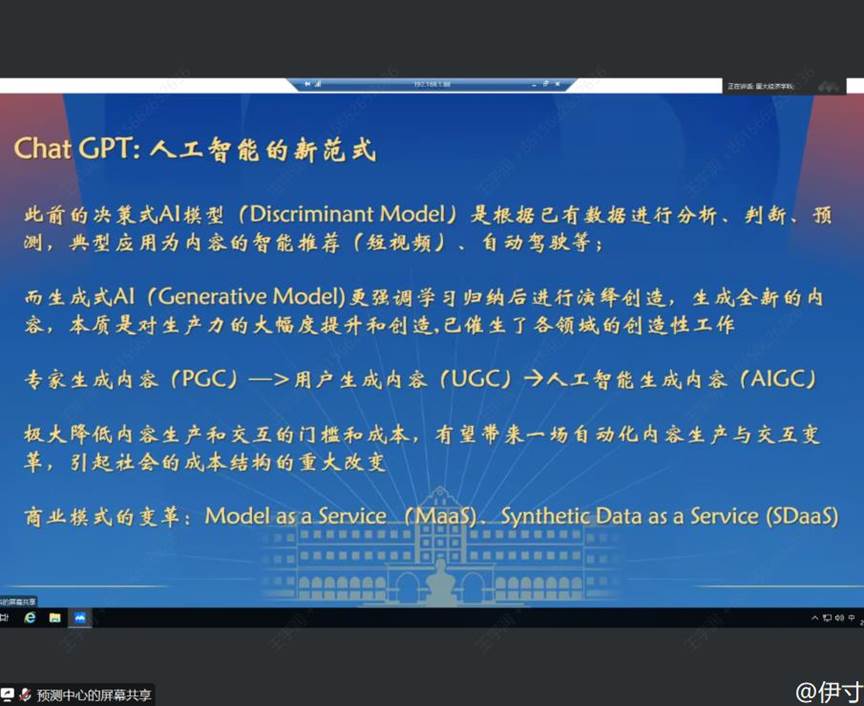 192.168.1.86
正在讲话: 厦大经济学科;
Chat GPT: 人工智能的新范式
此前的决策式AI模型（Discriminant Model）是根据已有数据进行分析、判断、预
测，典型应用为内容的智能推荐（短视频）、自动驾驶等；
而生成式AI（Generative Model)更强调学习归纳后进行演绎创造，生成全新的内
容，本质是对生产力的大幅度提升和创造,已催生了各领域的创造性工作
专家生成内容（PGC）—>用户生成内容（UGC）→人工智能生成内容（AIGC）
极大降低内容生产和交互的门槛和成本，有望带来一场自动化内容生产与交互变
革，引起社会的成本结构的重大改变
商业模式的变革：Model as a Service （MaaS)、Synthetic Data as a Service (SDaaS)
的屏幕共享
中
预测中心的屏幕共享
@伊寸